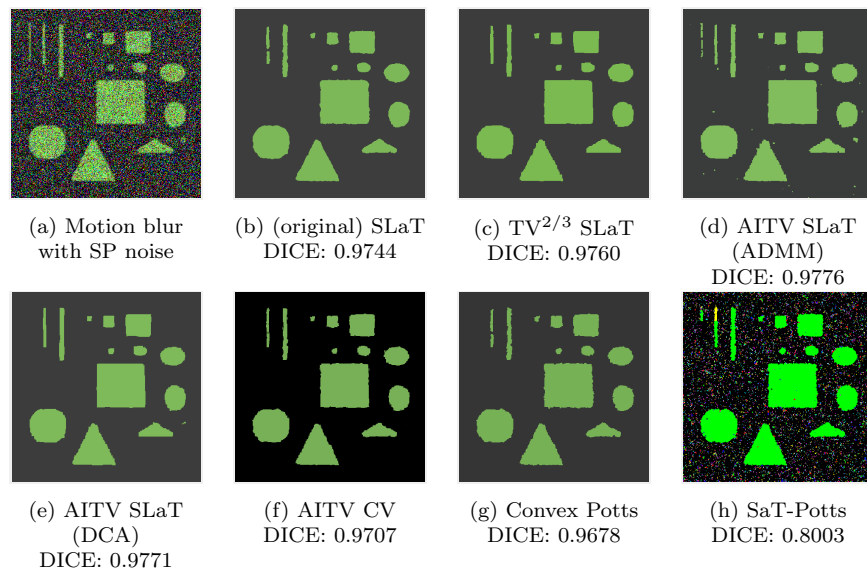 (a) Motion blur
with SP noise
(b) (original) SLaT
DICE: 0.9744
(c) TV^{2/3} SLaT
DICE: 0.9760
(d) AITV SLaT
(ADMM)
DICE: 0.9776
(e) AITV SLaT
(DCA)
DICE: 0.9771
(f) AITV CV
DICE: 0.9707
(g) Convex Potts
DICE: 0.9678
(h) SaT-Potts
DICE: 0.8003